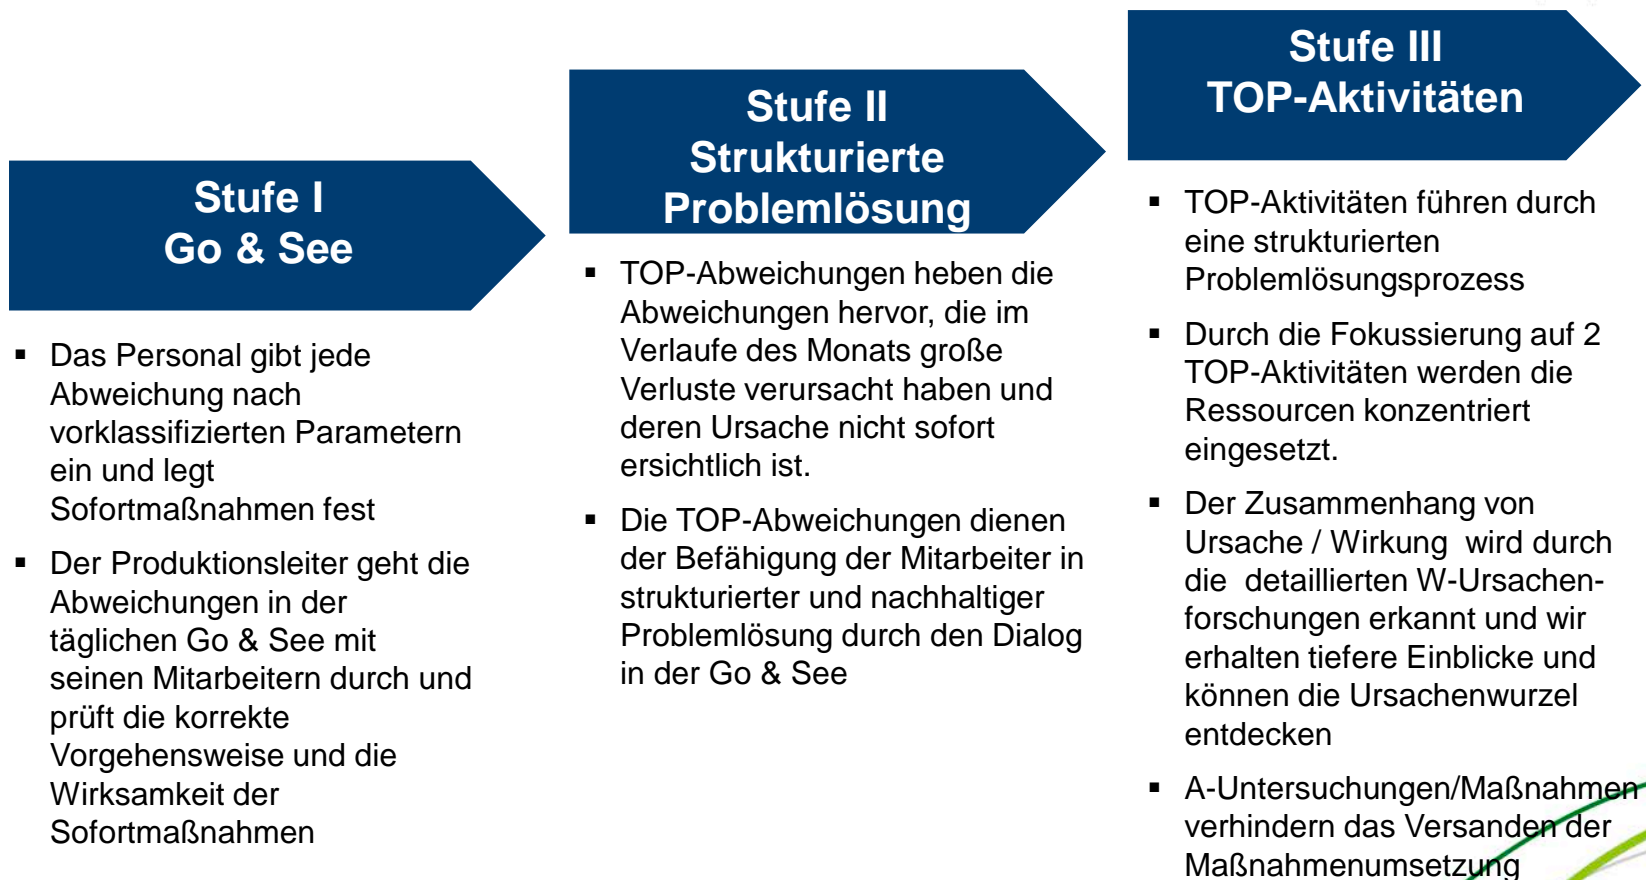 Stufe I
Go & See
▪ Das Personal gibt jede
Abweichung nach
vorklassifizierten Parametern
ein und legt
Sofortmaßnahmen fest
▪ Der Produktionsleiter geht die
Abweichungen in der
täglichen Go & See mit
seinen Mitarbeitern durch und
prüft die korrekte
Vorgehensweise und die
Wirksamkeit der
Sofortmaßnahmen
Stufe II
Strukturierte
Problemlösung
▪ TOP-Abweichungen heben die
Abweichungen hervor, die im
Verlaufe des Monats große
Verluste verursacht haben und
deren Ursache nicht sofort
ersichtlich ist.
▪ Die TOP-Abweichungen dienen
der Befähigung der Mitarbeiter in
strukturierter und nachhaltiger
Problemlösung durch den Dialog
in der Go & See
Stufe III
TOP-Aktivitäten
▪ TOP-Aktivitäten führen durch
eine strukturierten
Problemlösungsprozess
▪ Durch die Fokussierung auf 2
TOP-Aktivitäten werden die
Ressourcen konzentriert
eingesetzt.
▪ Der Zusammenhang von
Ursache / Wirkung wird durch
die detaillierten W-Ursachen-
forschungen erkannt und wir
erhalten tiefere Einblicke und
können die Ursachenwurzel
entdecken
▪ A-Untersuchungen/Maßnahmen
verhindern das Versanden der
Maßnahmenumsetzung